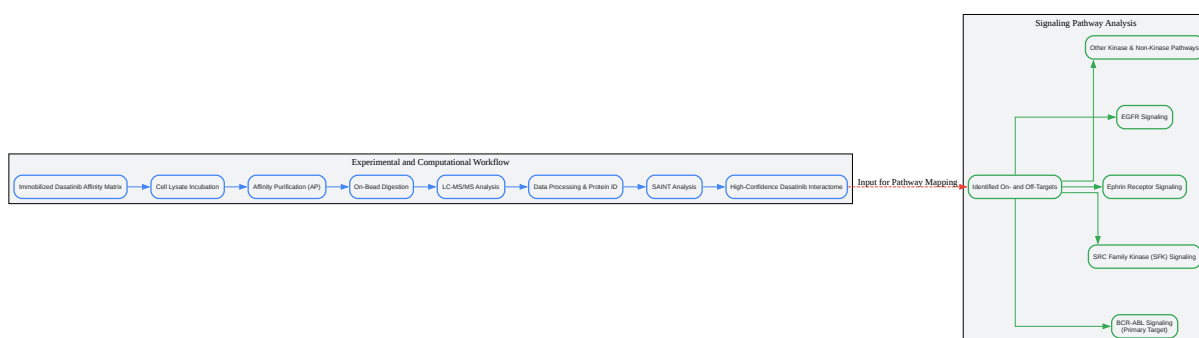 Signaling Pathway Analysis
Other Kinase & Non-Kinase Pathways
EGFR Signaling
Experimental and Computational Workflow
Immobilized Dasatinib Affinity Matrix
Cell Lysate Incubation
Affinity Purification (AP)
On-Bead Digestion
LC-MS/MS Analysis
Data Processing & Protein ID
SAINT Analysis
High-Confidence Dasatinib Interactome
Input for Pathway Mapping
Identified On- and Off-Targets
Ephrin Receptor Signaling
SRC Family Kinase (SFK) Signaling
BCR-ABL Signaling
(Primary Target)